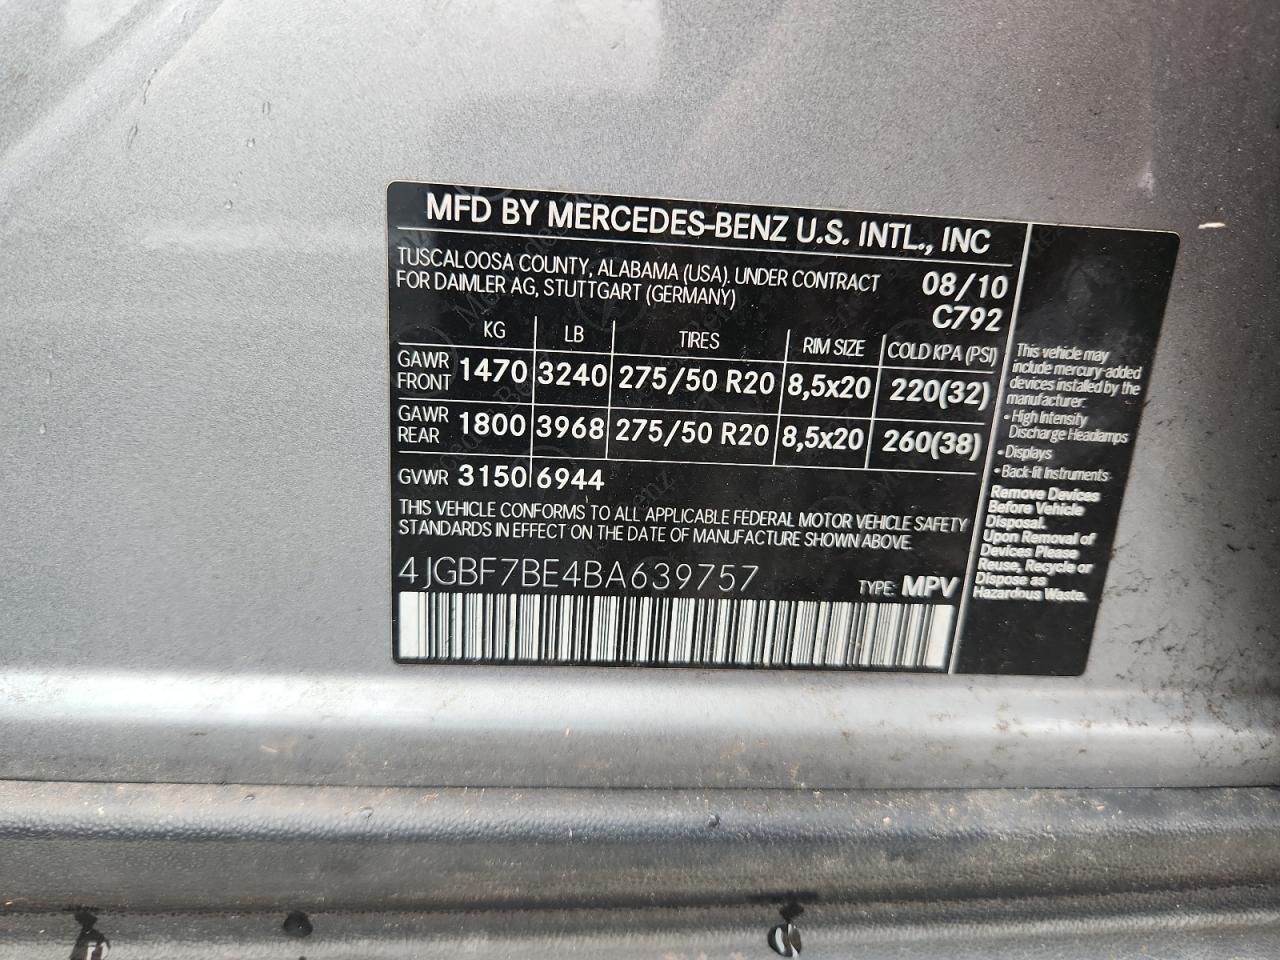 MFD BY MERCEDES-BENZ U.S. INTL., INC
TUSCALOOSA COUNTY, ALABAMA (USA). UNDER CONTRACT
FOR DAIMLER AG, STUTTGART (GERMANY)
08/10
C792
KG LB TIRES RIM SIZE COLD KPA (PSI)
GAWR FRONT 1470 3240 275/50 R20 8,5x20 220(32)
GAWR REAR 1800 3968 275/50 R20 8,5x20 260(38)
GVWR 3150 6944
THIS VEHICLE CONFORMS TO ALL APPLICABLE FEDERAL MOTOR VEHICLE SAFETY
STANDARDS IN EFFECT ON THE DATE OF MANUFACTURE SHOWN ABOVE.
4JGBF7BE4BA639757
TYPE: MPV
This vehicle may
include mercury-added
devices installed by the
manufacturer:
• High Intensity
Discharge Headlamps
• Displays
• Back-lit Instruments
Remove Devices
Before Vehicle
Disposal.
Upon Removal of
Devices Please
Reuse, Recycle or
Dispose as
Hazardous Waste.